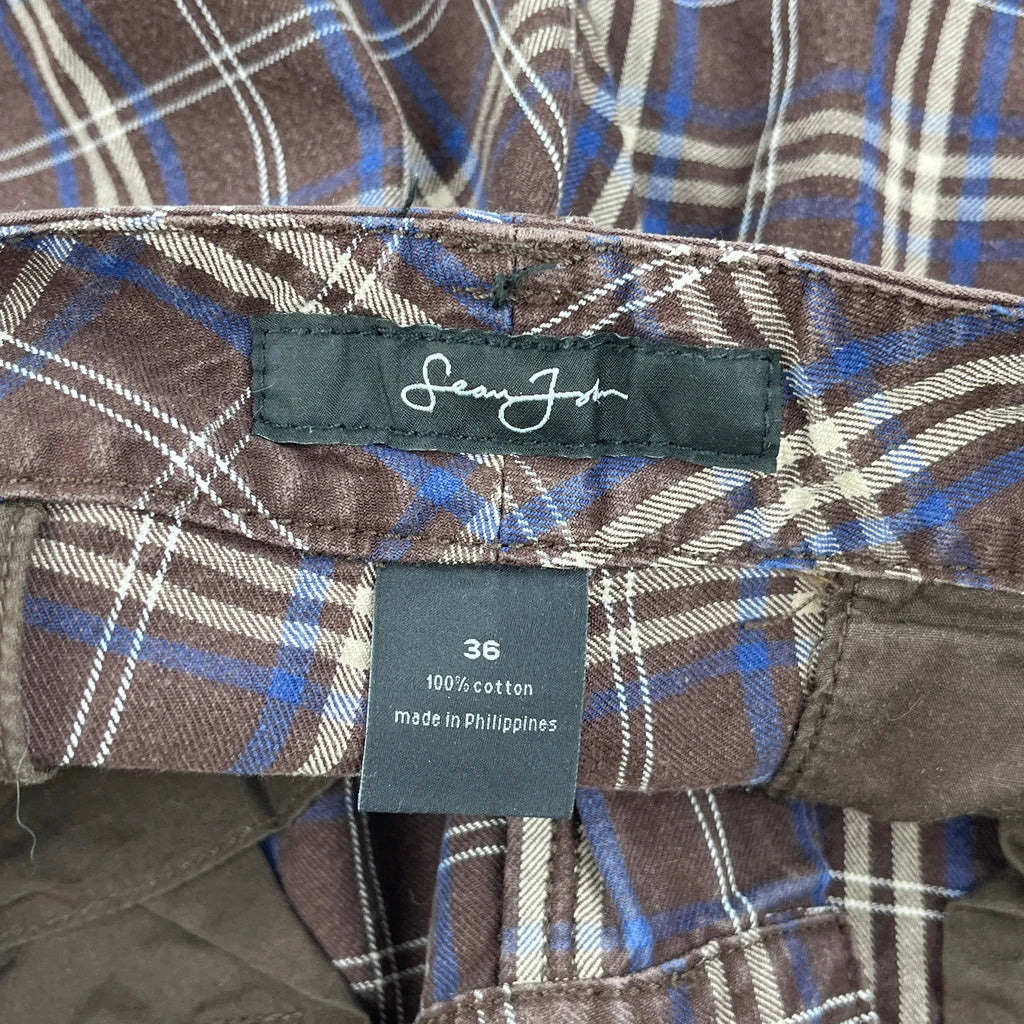 Sean John
36
100% cotton
made in Philippines